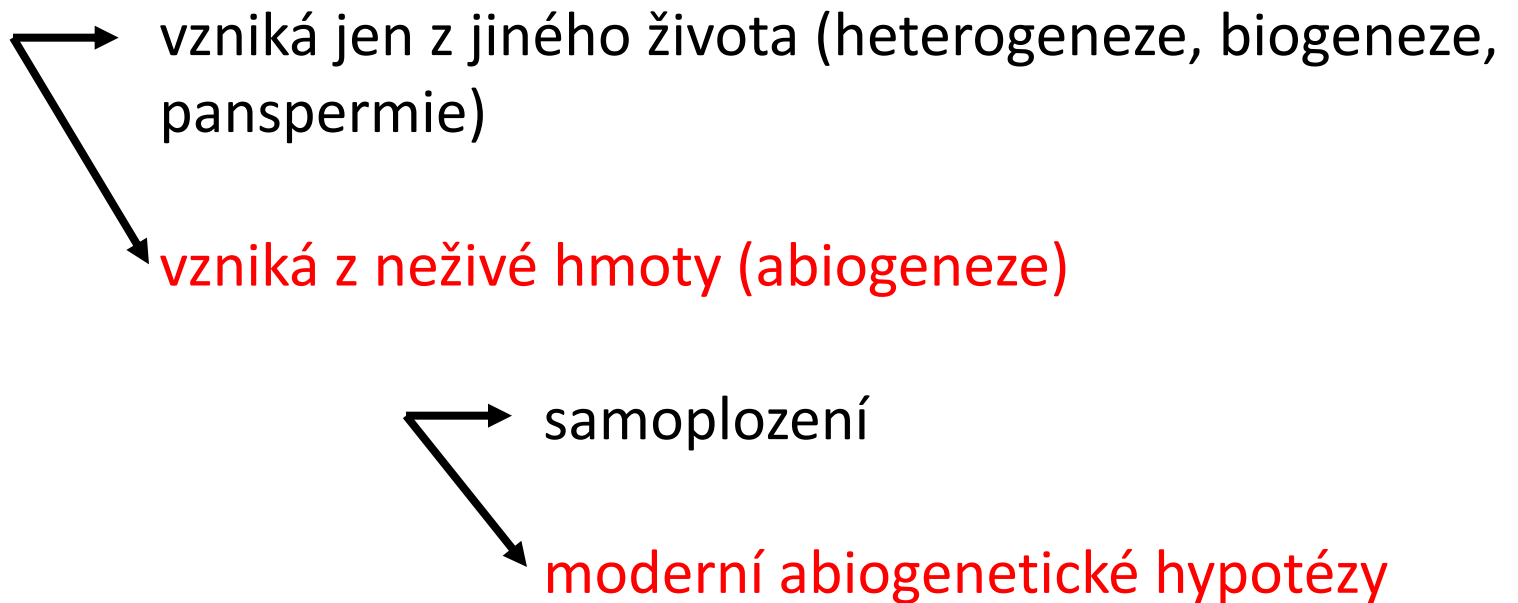 vzniká jen z jiného života (heterogeneze, biogeneze,
panspermie)
vzniká z neživé hmoty (abiogeneze)
samoplození
moderní abiogenetické hypotézy